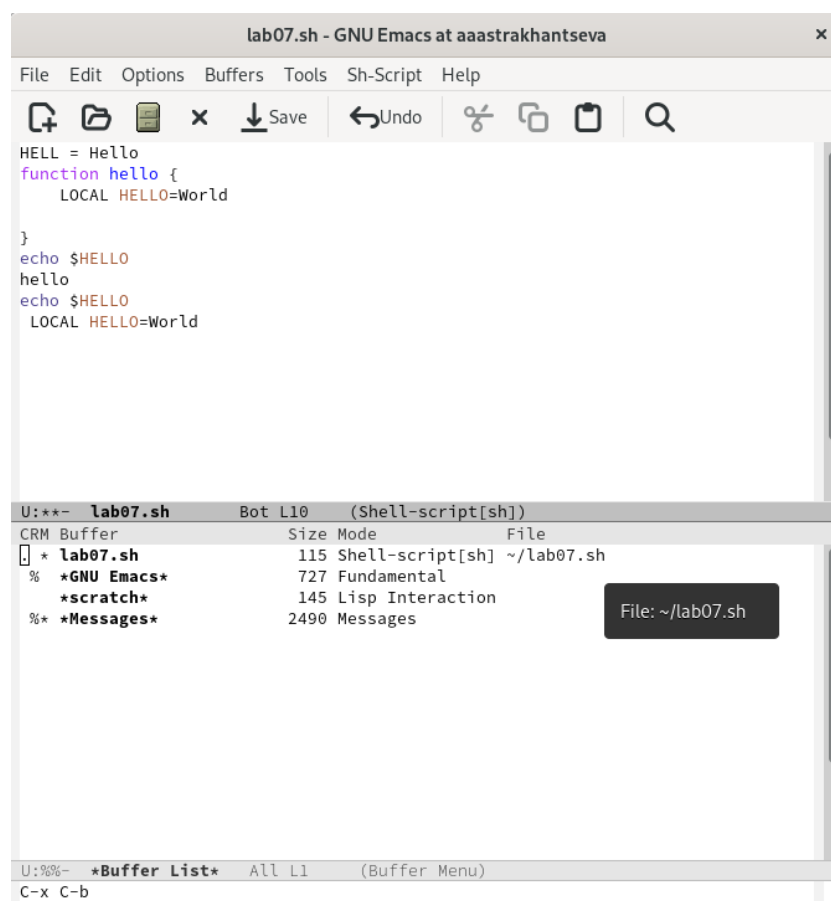 lab07.sh - GNU Emacs at aaastrakhantseva ×
File Edit Options Buffers Tools Sh-Script Help
Save Undo
HELL = Hello
function hello {
    LOCAL HELLO=World
}
echo $HELLO
hello
echo $HELLO
 LOCAL HELLO=World
U:**-  lab07.sh       Bot L10    (Shell-script[sh])
CRM Buffer                 Size Mode             File
. * lab07.sh                115 Shell-script[sh] ~/lab07.sh
 %  *GNU Emacs*             727 Fundamental
    *scratch*               145 Lisp Interaction
 %* *Messages*             2490 Messages
File: ~/lab07.sh
U:%%-  *Buffer List*   All L1     (Buffer Menu)
C-x C-b